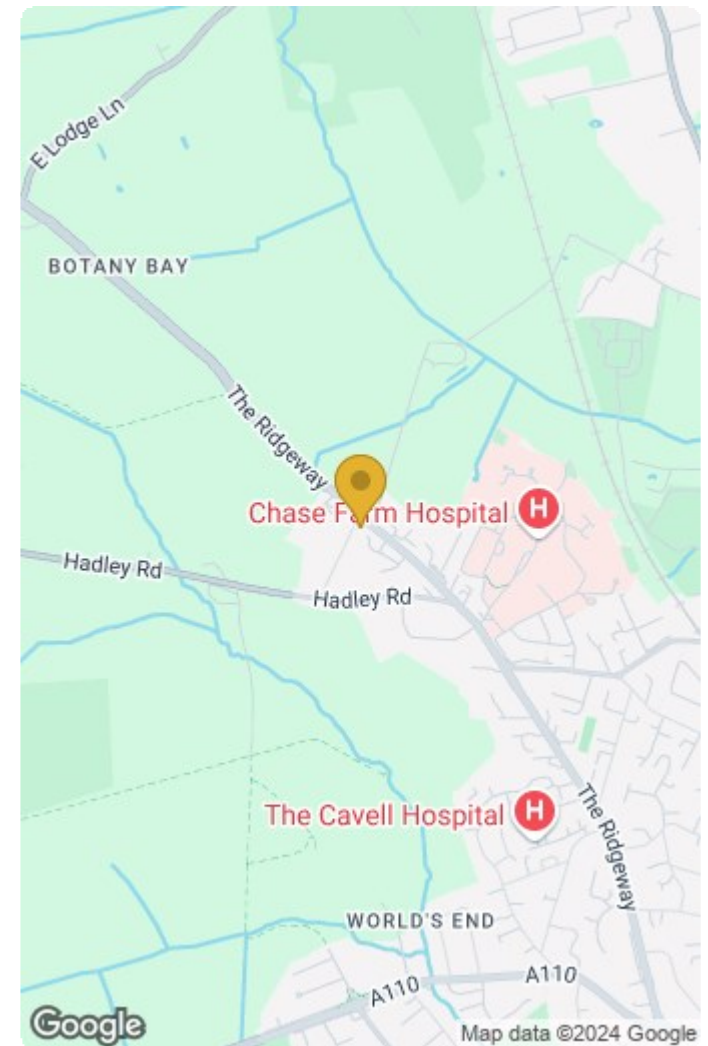 E Lodge Ln
BOTANY BAY
The Ridgeway
Chase Farm Hospital H
Hadley Rd
Hadley Rd
The Cavell Hospital H
The Ridgeway
WORLD'S END
A110
A110
Google
Map data ©2024 Google